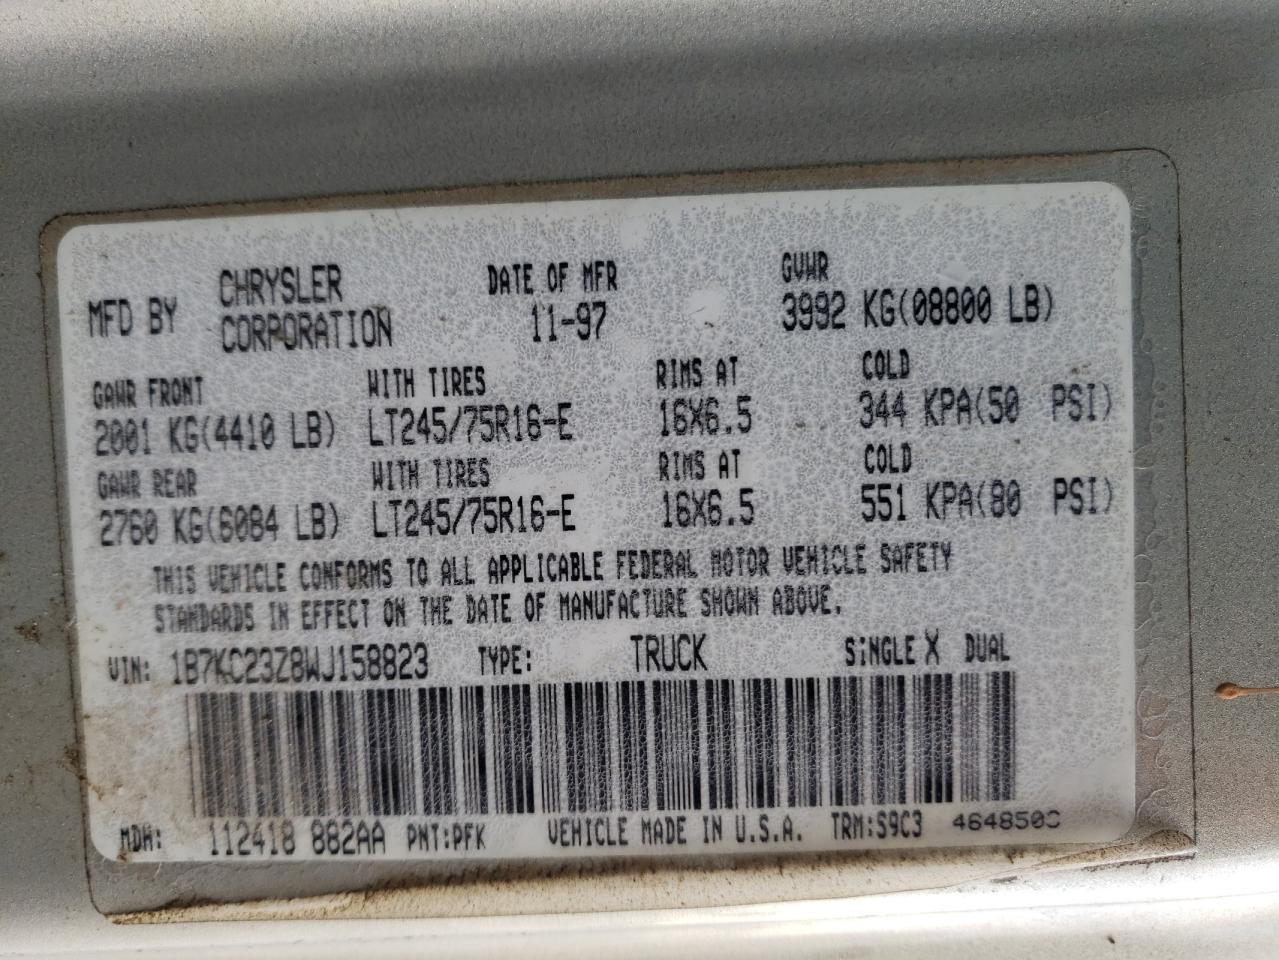 MFD BY CHRYSLER CORPORATION DATE OF MFR 11-97 GVWR 3992 KG(08800 LB)
GAWR FRONT WITH TIRES RIMS AT COLD
2001 KG(4410 LB) LT245/75R16-E 16X6.5 344 KPA(50 PSI)
GAWR REAR WITH TIRES RIMS AT COLD
2760 KG(6084 LB) LT245/75R16-E 16X6.5 551 KPA(80 PSI)
THIS VEHICLE CONFORMS TO ALL APPLICABLE FEDERAL MOTOR VEHICLE SAFETY
STANDARDS IN EFFECT ON THE DATE OF MANUFACTURE SHOWN ABOVE.
VIN: 1B7KC23Z8WJ158823 TYPE: TRUCK SINGLE X DUAL
MDH: 112418 882AA PNT:PFK VEHICLE MADE IN U.S.A. TRM:S9C3